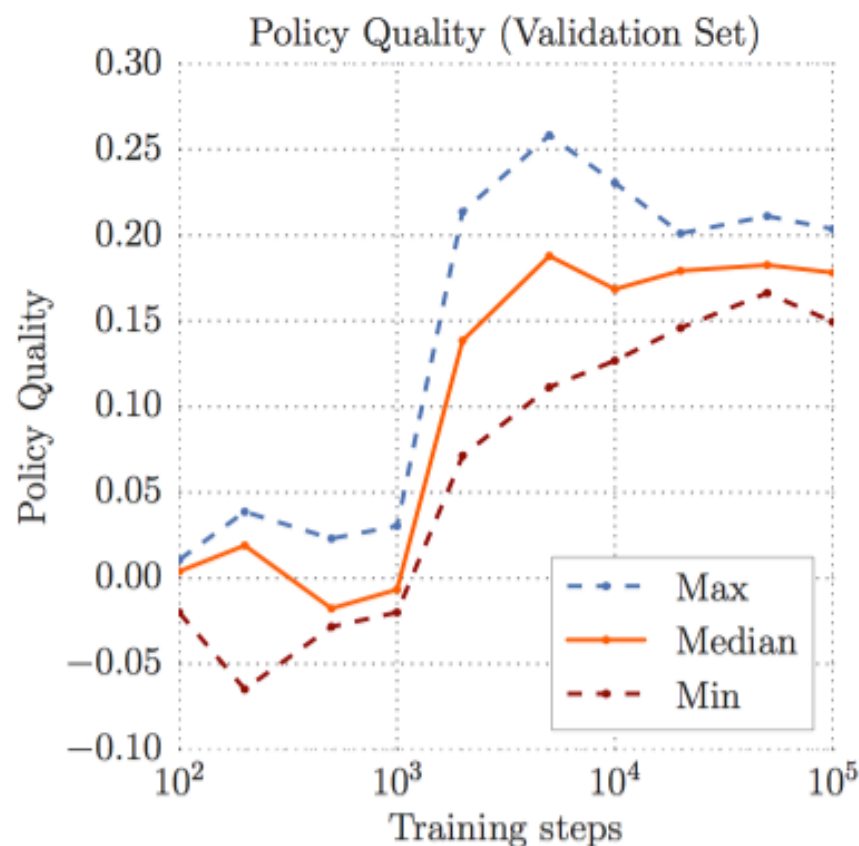 Policy Quality (Validation Set)
0.30
0.25
0.20
0.15
0.10
0.05
0.00
−0.05
−0.10
Policy Quality
Max
Median
Min
10² 10³ 10⁴ 10⁵
Training steps